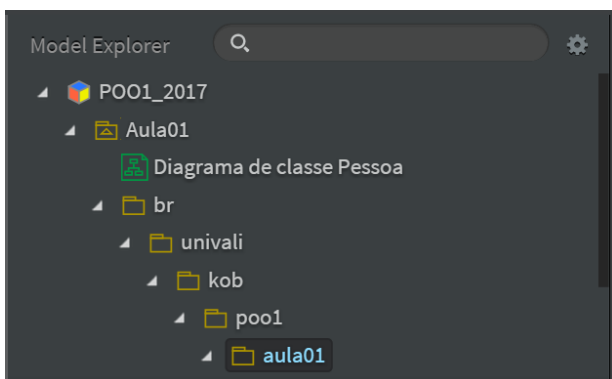 Model Explorer
POO1_2017
Aula01
Diagrama de classe Pessoa
br
univali
kob
poo1
aula01